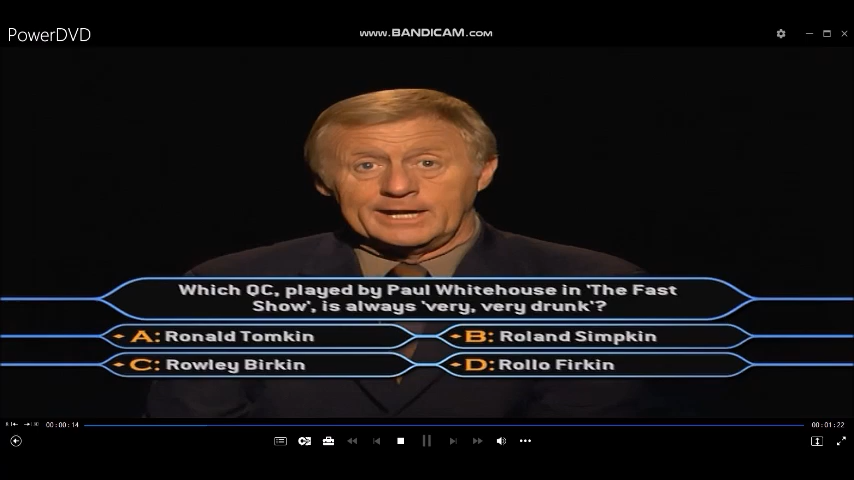 PowerDVD
www.BANDICAM.com
Which QC, played by Paul Whitehouse in 'The Fast
Show', is always 'very, very drunk'?
A: Ronald Tomkin
B: Roland Simpkin
C: Rowley Birkin
D: Rollo Firkin
00:00:14
00:01:22